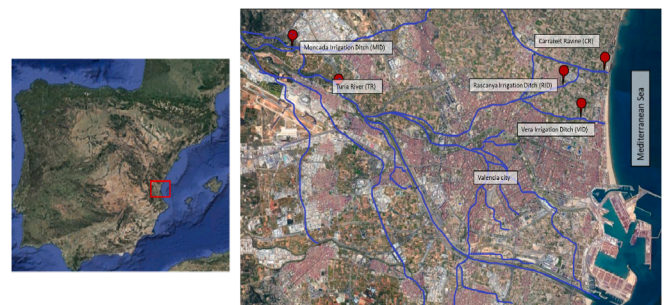 Carraixet Ravine (CR)
Moncada Irrigation Ditch (MID)
Turia River (TR)
Rascanya Irrigation Ditch (RID)
Vera Irrigation Ditch (VID)
Valencia city
Mediterranean Sea